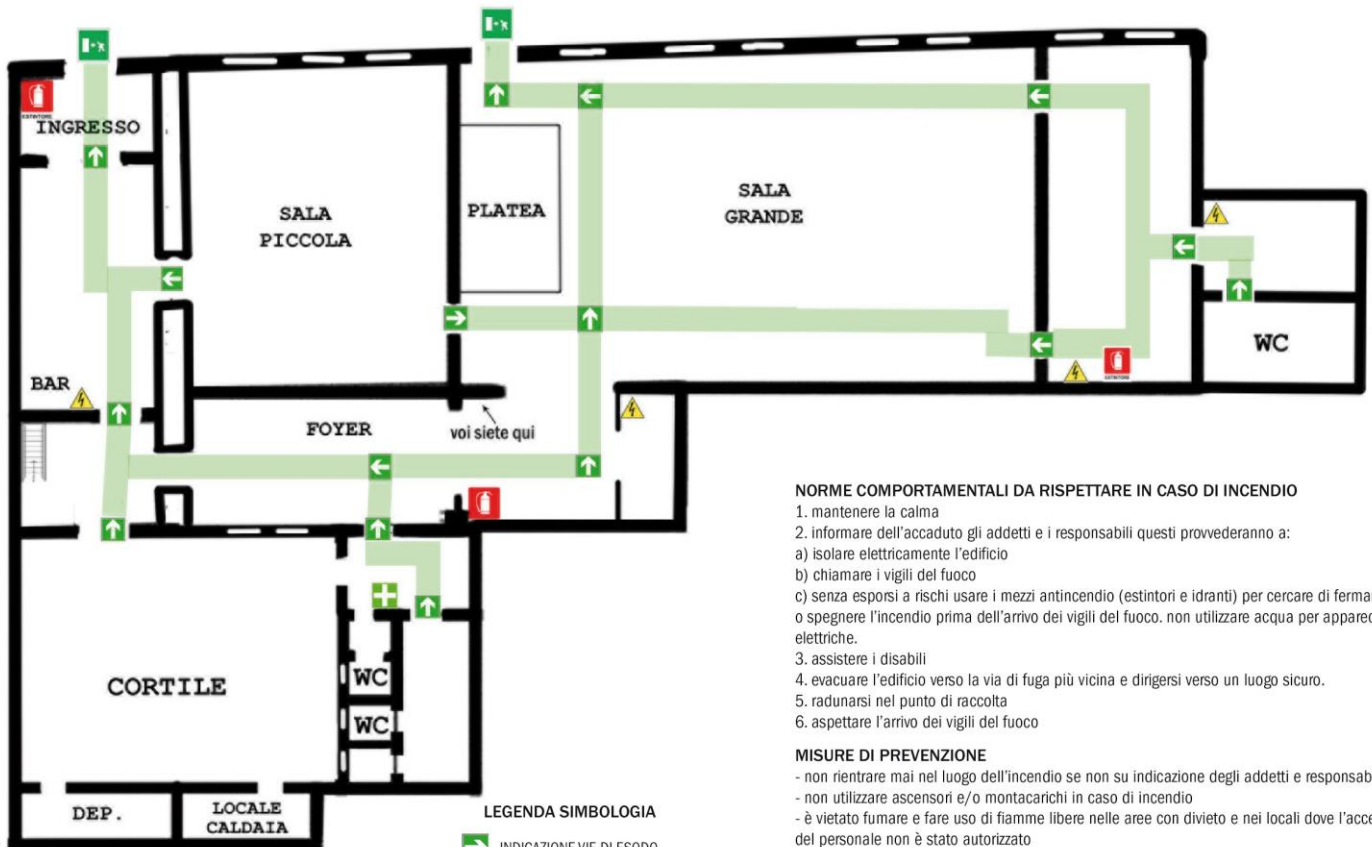 ESTINTORE
INGRESSO
SALA
PICCOLA
PLATEA
SALA
GRANDE
WC
BAR
FOYER
voi siete qui
ESTINTORE
CORTILE
WC
WC
DEP.
LOCALE
CALDAIA
LEGENDA SIMBOLOGIA
INDICAZIONE VIE DI ESODO
NORME COMPORTAMENTALI DA RISPETTARE IN CASO DI INCENDIO
1. mantenere la calma
2. informare dell'accaduto gli addetti e i responsabili questi provvederanno a:
a) isolare elettricamente l'edificio
b) chiamare i vigili del fuoco
c) senza esporsi a rischi usare i mezzi antincendio (estintori e idranti) per cercare di ferma
o spegnere l'incendio prima dell'arrivo dei vigili del fuoco. non utilizzare acqua per apparec
elettriche.
3. assistere i disabili
4. evacuare l'edificio verso la via di fuga più vicina e dirigersi verso un luogo sicuro.
5. radunarsi nel punto di raccolta
6. aspettare l'arrivo dei vigili del fuoco
MISURE DI PREVENZIONE
- non rientrare mai nel luogo dell'incendio se non su indicazione degli addetti e responsab
- non utilizzare ascensori e/o montacarichi in caso di incendio
- è vietato fumare e fare uso di fiamme libere nelle aree con divieto e nei locali dove l'acce
del personale non è stato autorizzato